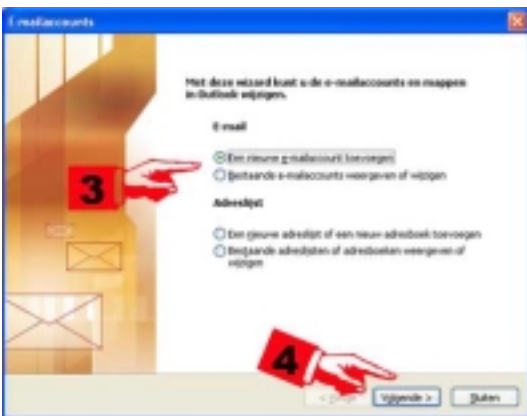 E-mailaccounts
Met deze wizard kunt u de e-mailaccounts en mappen
in Outlook wijzigen.
E-mail
Een nieuwe e-mailaccount toevoegen
Bestaande e-mailaccounts weergeven of wijzigen
3
Adreslijst
Een nieuwe adreslijst of een nieuw adresboek toevoegen
Bestaande adreslijsten of adresboeken weergeven of
wijzigen
4
Volgende > Sluiten